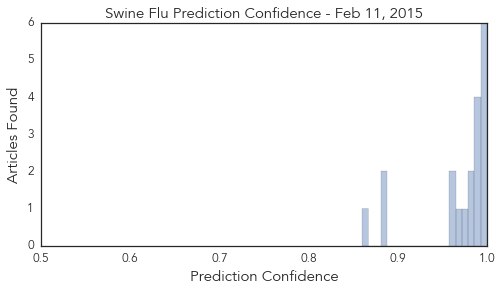 Swine Flu Prediction Confidence - Feb 11, 2015
6
5
4
3
2
1
0
Articles Found
0.5 0.6 0.7 0.8 0.9 1.0
Prediction Confidence